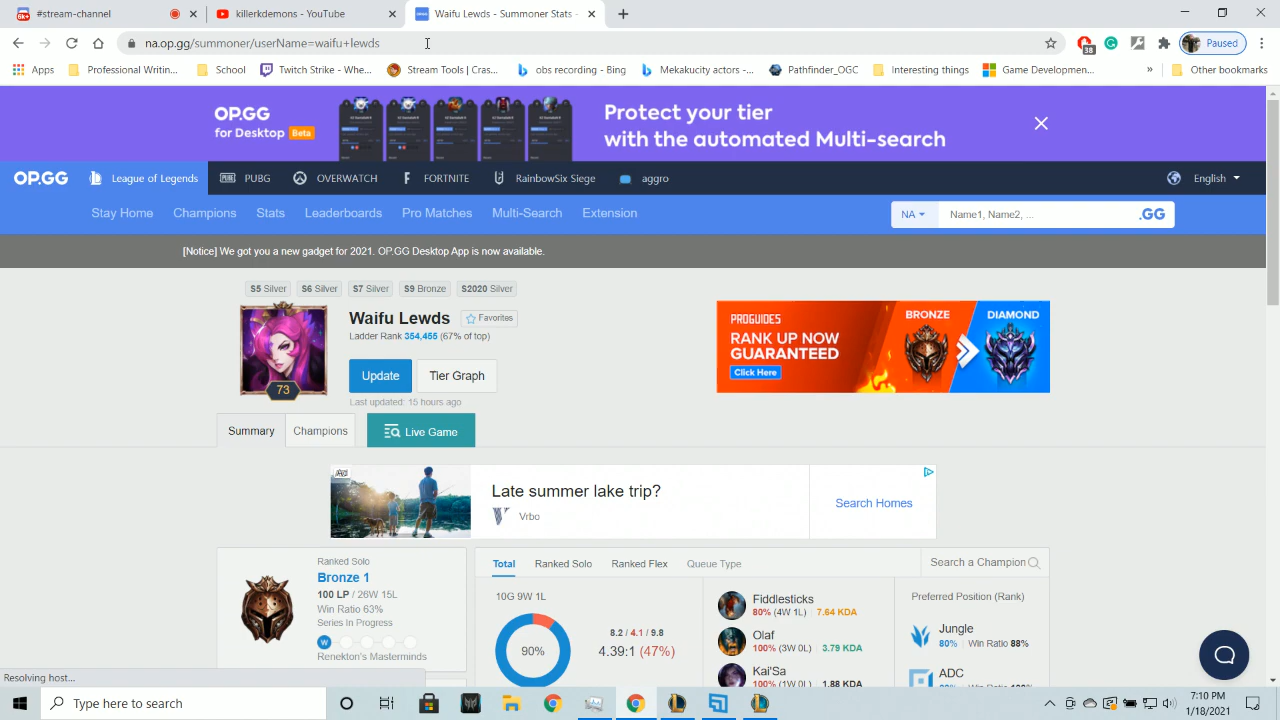 6k+ #stream-channel
killerkdemons - YouTube
Waifu Lewds - Summoner Stats -
na.op.gg/summoner/userName=waifu+lewds
38
Paused
Apps
Professional Writin...
School
Twitch Strike - Whe...
Stream Tools | Cras...
obs recording - Bing
Mekakucity actors -...
Pathfinder_OGC
Interesting things
Game Developmen...
»
Other bookmarks
OP.GG
for Desktop Beta
Protect your tier
with the automated Multi-search
OP.GG
League of Legends
PUBG
OVERWATCH
FORTNITE
RainbowSix Siege
aggro
English
Stay Home
Champions
Stats
Leaderboards
Pro Matches
Multi-Search
Extension
NA
Name1, Name2, ...
.GG
[Notice] We got you a new gadget for 2021. OP.GG Desktop App is now available.
S5 Silver
S6 Silver
S7 Silver
S9 Bronze
S2020 Silver
73
Waifu Lewds
Favorites
Ladder Rank 354,455 (67% of top)
Update
Tier Graph
Last updated: 15 hours ago
PROGUIDES
RANK UP NOW
GUARANTEED
Click Here
BRONZE
DIAMOND
Summary
Champions
Live Game
Ad
Late summer lake trip?
Vrbo
Search Homes
Ranked Solo
Bronze 1
100 LP / 26W 15L
Win Ratio 63%
Series In Progress
W
Renekton's Masterminds
Total
Ranked Solo
Ranked Flex
Queue Type
Search a Champion
10G 9W 1L
90%
8.2 / 4.1 / 9.8
4.39:1 (47%)
Fiddlesticks
80% (4W 1L) 7.64 KDA
Olaf
100% (3W 0L) 3.79 KDA
Kai'Sa
100% (1W 0L) 1.88 KDA
Preferred Position (Rank)
Jungle
80% Win Ratio 88%
ADC
Resolving host...
Type here to search
7:10 PM
1/18/2021